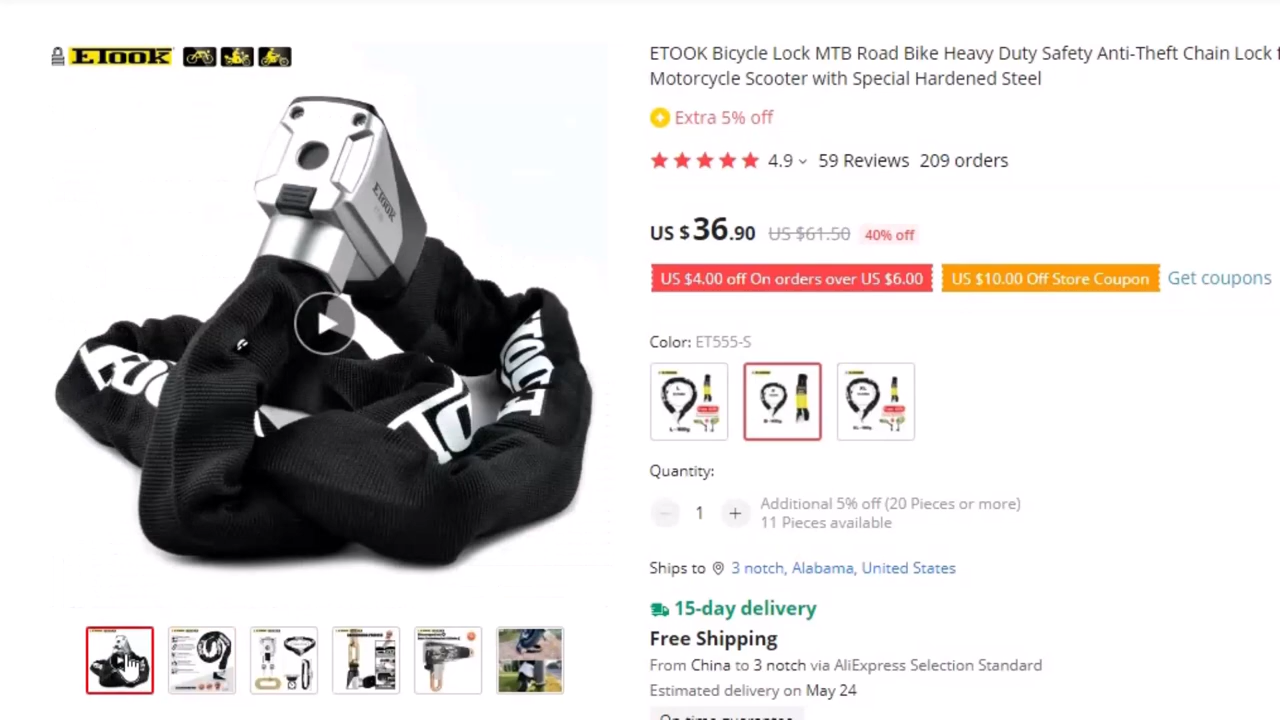 ETOOK
ETOOK Bicycle Lock MTB Road Bike Heavy Duty Safety Anti-Theft Chain Lock f
Motorcycle Scooter with Special Hardened Steel
Extra 5% off
4.9 59 Reviews 209 orders
US $36.90 US $61.50 40% off
US $4.00 off On orders over US $6.00 US $10.00 Off Store Coupon Get coupons
ETOOK
Color: ET555-S
Quantity:
1
Additional 5% off (20 Pieces or more)
11 Pieces available
Ships to 3 notch, Alabama, United States
15-day delivery
Free Shipping
From China to 3 notch via AliExpress Selection Standard
Estimated delivery on May 24
On-time guarantee